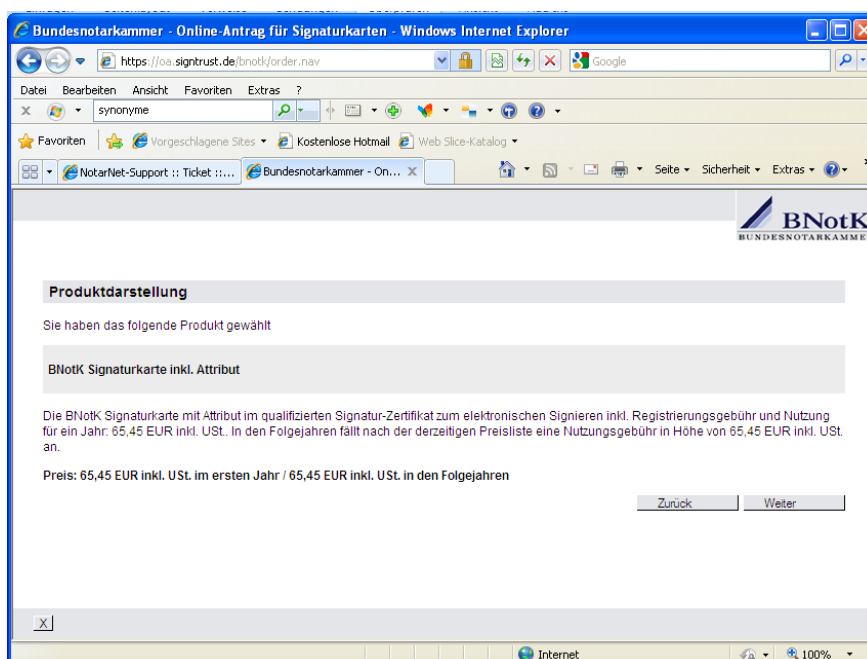 Bundesnotarkammer - Online-Antrag für Signaturkarten - Windows Internet Explorer
https://oa.signtrust.de/bnotk/order.nav
Google
Datei Bearbeiten Ansicht Favoriten Extras ?
synonyme
Favoriten Vorgeschlagene Sites Kostenlose Hotmail Web Slice-Katalog
NotarNet-Support :: Ticket ::... Bundesnotarkammer - On... X Seite Sicherheit Extras
BNotK
BUNDESNOTARKAMME
Produktdarstellung
Sie haben das folgende Produkt gewählt
BNotK Signaturkarte inkl. Attribut
Die BNotK Signaturkarte mit Attribut im qualifizierten Signatur-Zertifikat zum elektronischen Signieren inkl. Registrierungsgebühr und Nutzung
für ein Jahr: 65,45 EUR inkl. USt.. In den Folgejahren fällt nach der derzeitigen Preisliste eine Nutzungsgebühr in Höhe von 65,45 EUR inkl. USt.
an.
Preis: 65,45 EUR inkl. USt. im ersten Jahr / 65,45 EUR inkl. USt. in den Folgejahren
Zurück Weiter
X
Internet 100%